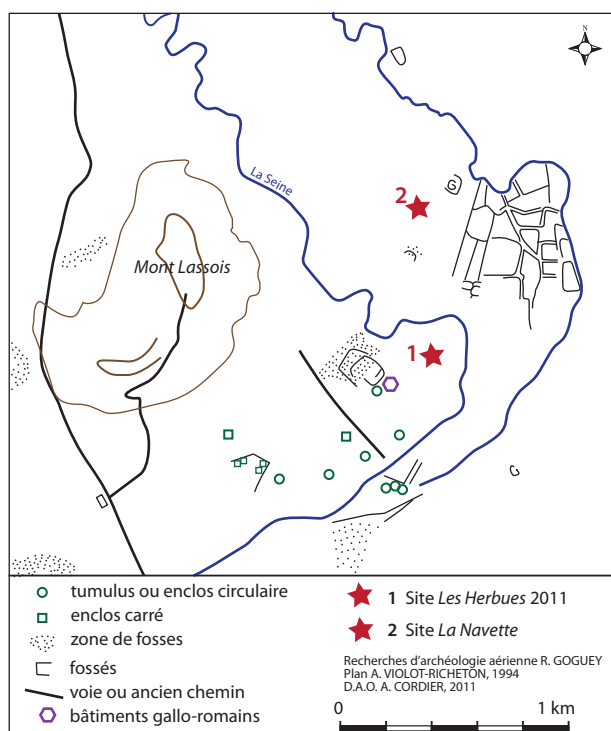 N
La Seine
2
G
Mont Lassois
1
G
tumulus ou enclos circulaire
enclos carré
zone de fosses
fossés
voie ou ancien chemin
bâtiments gallo-romains
1 Site Les Herbues 2011
2 Site La Navette
Recherches d'archéologie aérienne R. GOGUEY
Plan A. VIOLOT-RICHETON, 1994
D.A.O. A. CORDIER, 2011
0 1 km